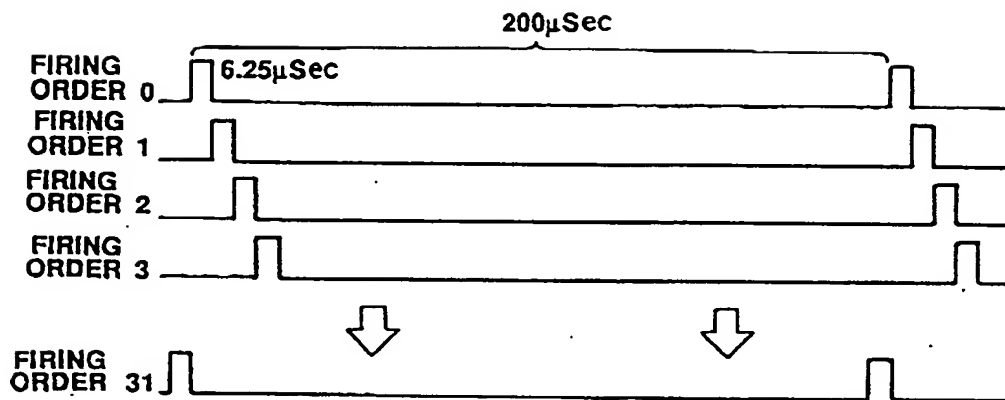 200μSec
FIRING
ORDER 0
6.25μSec
FIRING
ORDER 1
FIRING
ORDER 2
FIRING
ORDER 3
FIRING
ORDER 31